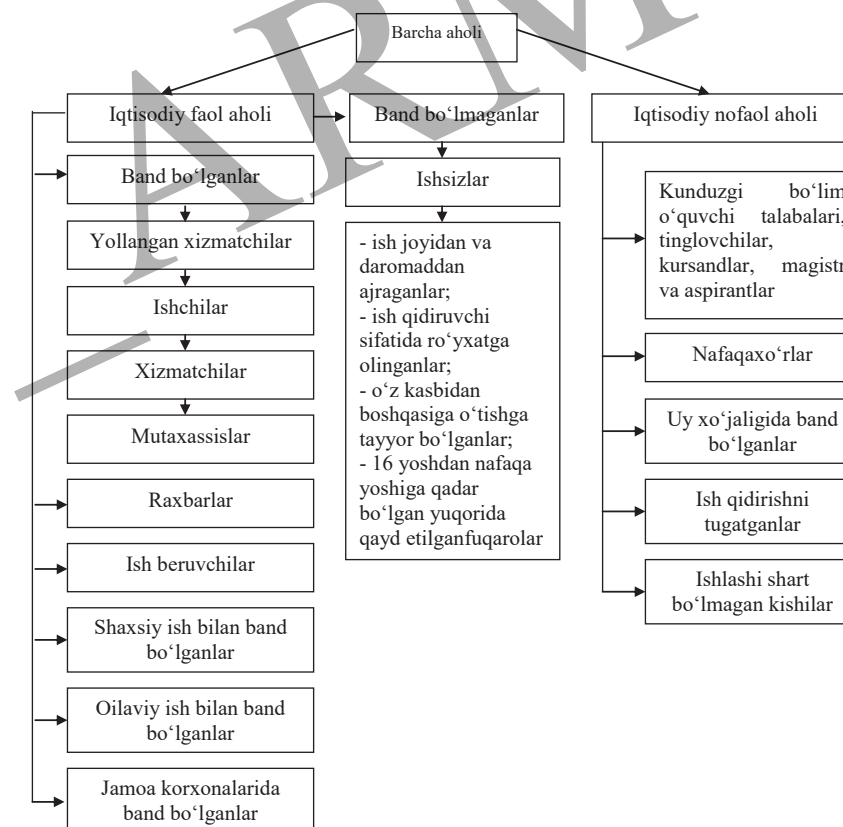 Barcha aholi
Iqtisodiy faol aholi
Band bo‘lmaganlar
Iqtisodiy nofaol aholi
Band bo‘lganlar
Yollangan xizmatchilar
Ishchilar
Xizmatchilar
Mutaxassislar
Raxbarlar
Ish beruvchilar
Shaxsiy ish bilan band
bo‘lganlar
Oilaviy ish bilan band
bo‘lganlar
Jamoa korxonalarida
band bo‘lganlar
Ishsizlar
- ish joyidan va
daromaddan
ajraganlar;
- ish qidiruvchi
sifatida ro‘yxatga
olinganlar;
- o‘z kasbidan
boshqasiga o‘tishga
tayyor bo‘lganlar;
- 16 yoshdan nafaqa
yoshiga qadar
bo‘lgan yuqorida
qayd etilganfuqarolar
Kunduzgi bo‘lim
o‘quvchi talabalari,
tinglovchilar,
kursandlar, magistr
va aspirantlar
Nafaqaxo‘rlar
Uy xo‘jaligida band
bo‘lganlar
Ish qidirishni
tugatganlar
Ishlashi shart
bo‘lmagan kishilar
_ARM